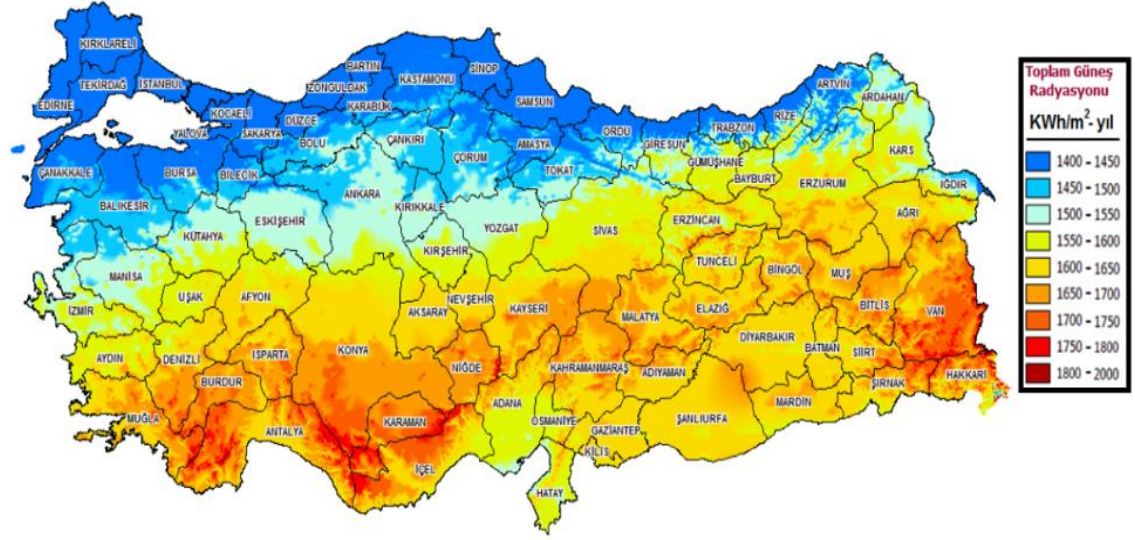 KIRKLARELİ
TEKİRDAĞ
İSTANBUL
EDİRNE
KOCAELİ
YALOVA
SAKARYA
DÜZCE
ZONGULDAK
BARTIN
KARABÜK
KASTAMONU
SİNOP
SAMSUN
ORDU
GİRESUN
TRABZON
RİZE
ARTVİN
ARDAHAN
KARS
IĞDIR
ÇANAKKALE
BALIKESİR
BURSA
BİLECİK
BOLU
ÇANKIRI
ÇORUM
AMASYA
TOKAT
GÜMÜŞHANE
BAYBURT
ERZURUM
AĞRI
KÜTAHYA
ESKİŞEHİR
ANKARA
KIRIKKALE
KIRŞEHİR
YOZGAT
SİVAS
ERZİNCAN
TUNCELİ
BİNGÖL
MUŞ
BİTLİS
VAN
MANİSA
İZMİR
UŞAK
AFYON
AKSARAY
NEVŞEHİR
KAYSERİ
MALATYA
ELAZIĞ
DİYARBAKIR
BATMAN
SİİRT
ŞIRNAK
HAKKARİ
AYDIN
DENİZLİ
ISPARTA
BURDUR
KONYA
NİĞDE
KAHRAMANMARAŞ
ADIYAMAN
ŞANLIURFA
MARDİN
MUĞLA
ANTALYA
KARAMAN
İÇEL
ADANA
OSMANİYE
GAZİANTEP
KİLİS
HATAY
Toplam Güneş
Radyasyonu
KWh/m²- yıl
1400 - 1450
1450 - 1500
1500 - 1550
1550 - 1600
1600 - 1650
1650 - 1700
1700 - 1750
1750 - 1800
1800 - 2000